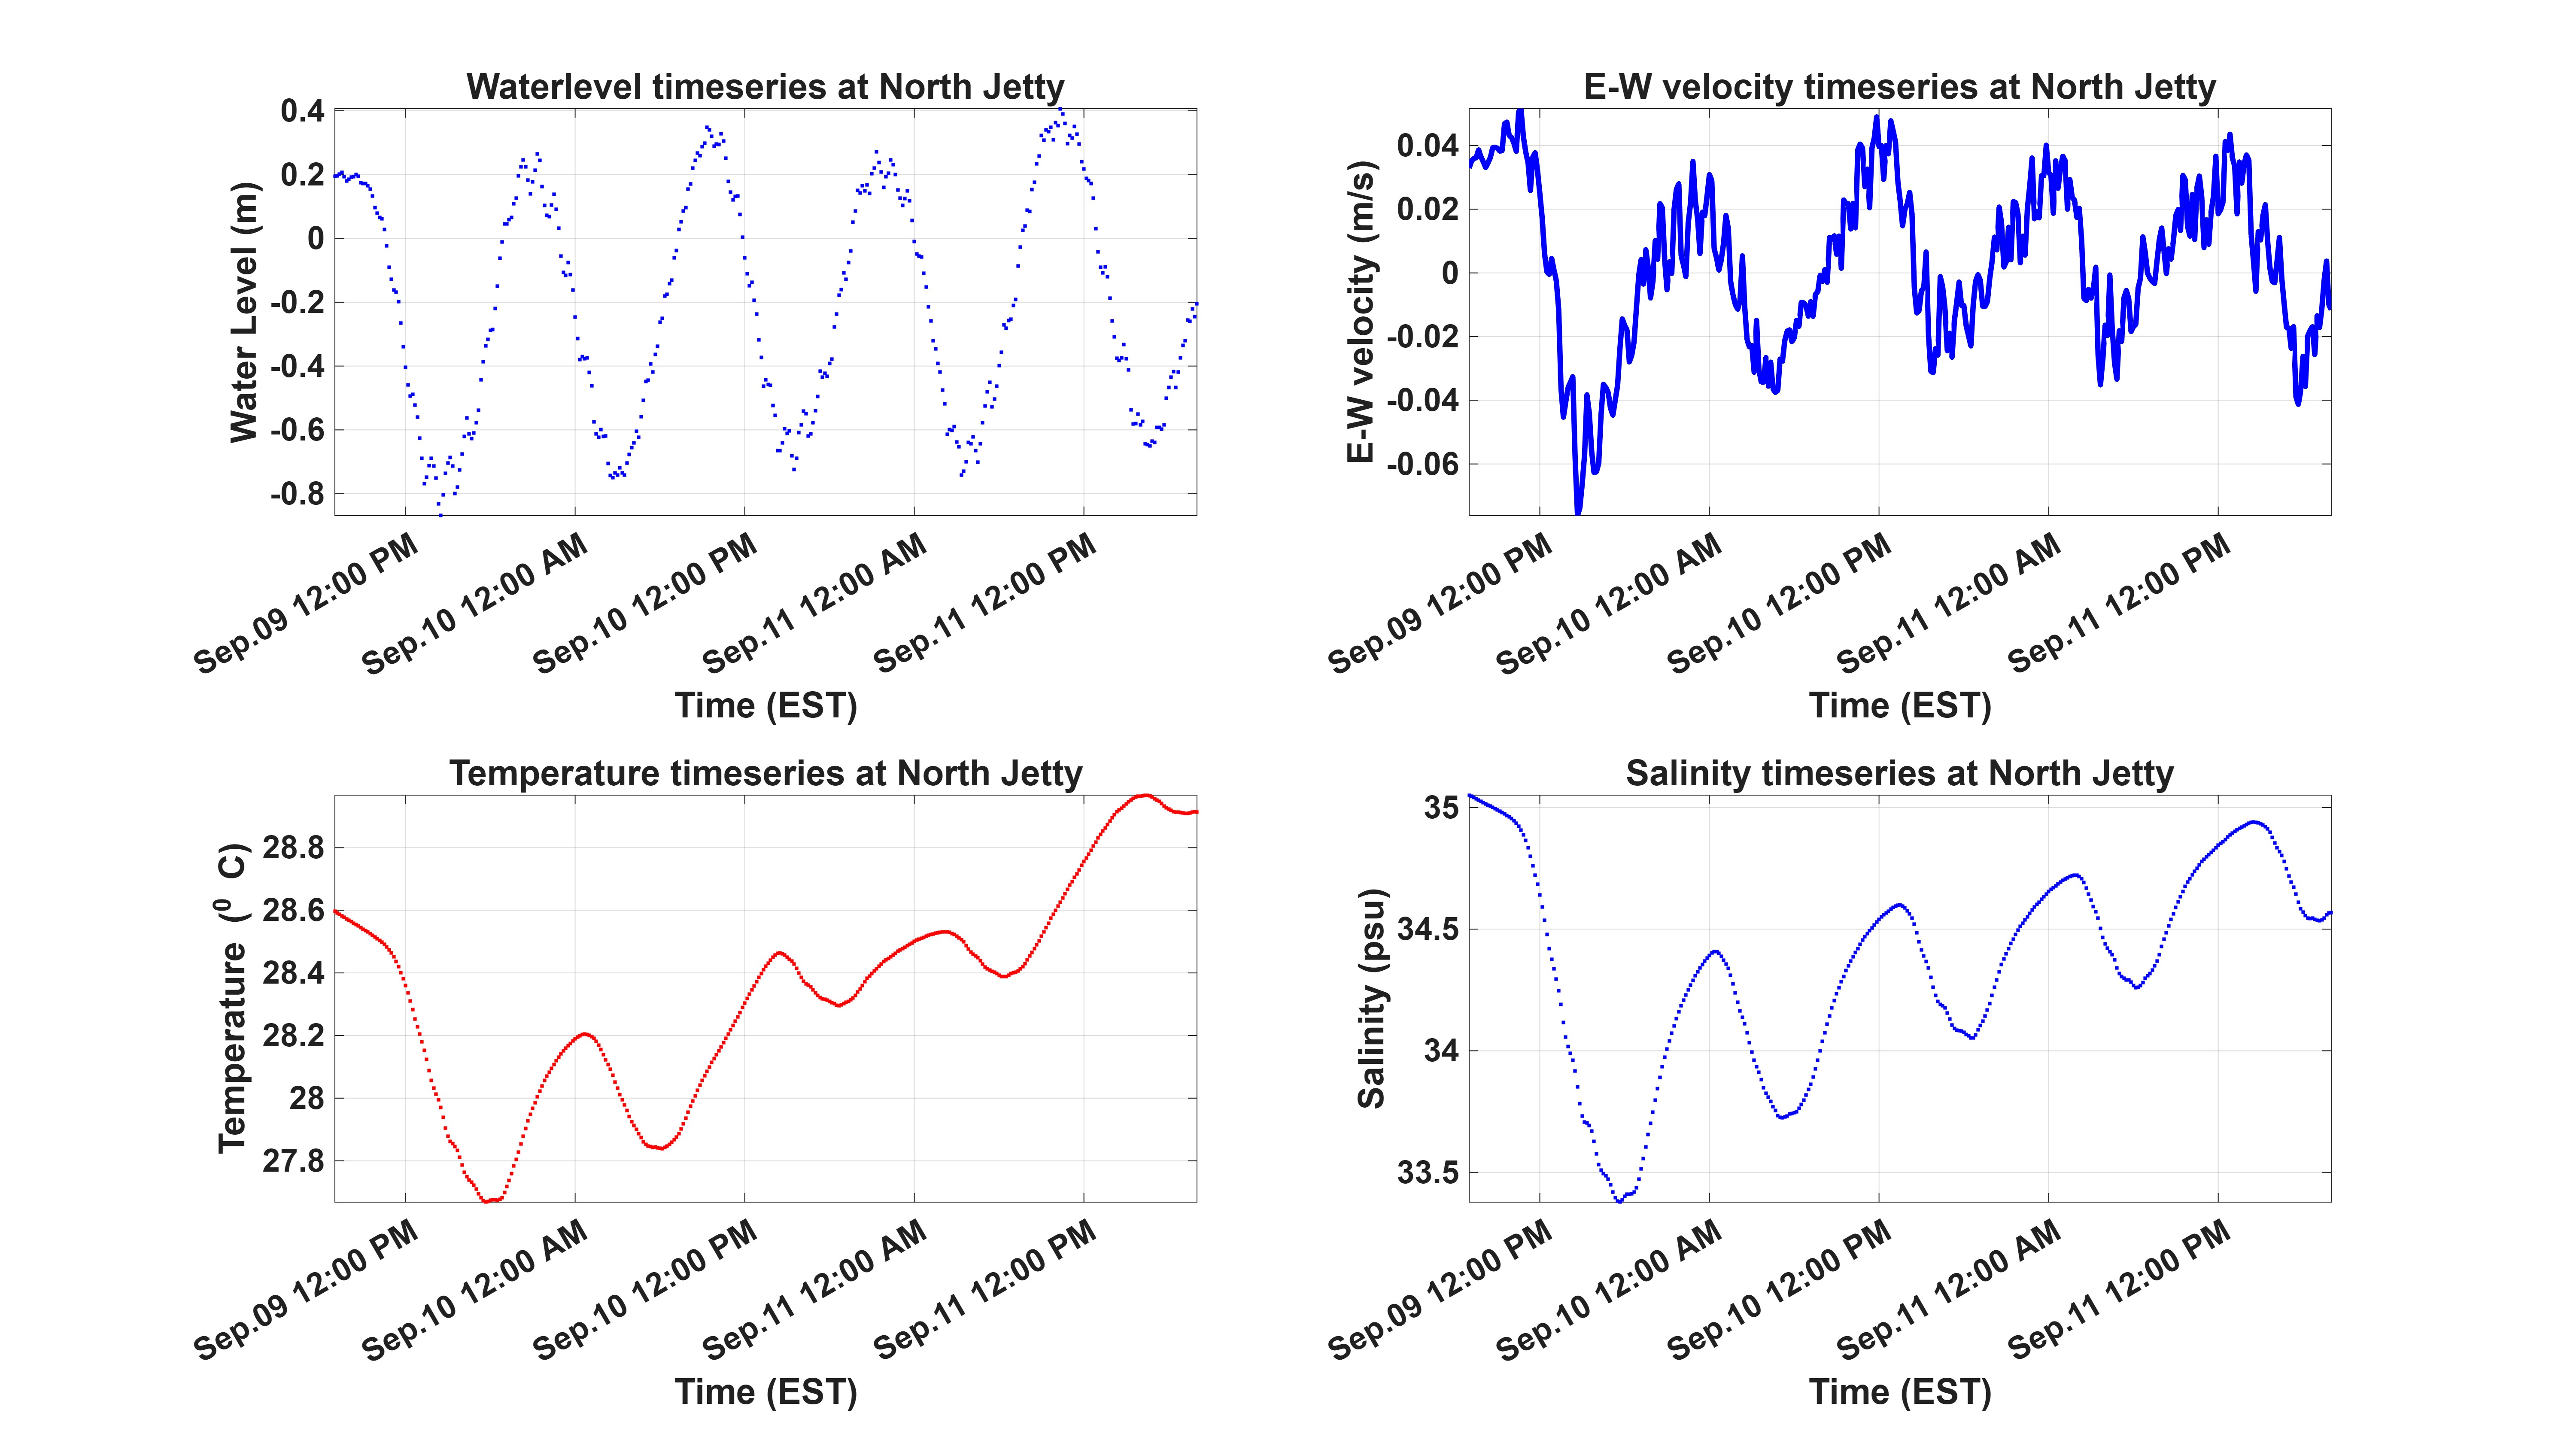 Waterlevel timeseries at North Jetty
Water Level (m)
0.4
0.2
0
-0.2
-0.4
-0.6
-0.8
Sep.09 12:00 PM
Sep.10 12:00 AM
Sep.10 12:00 PM
Sep.11 12:00 AM
Sep.11 12:00 PM
Time (EST)
E-W velocity timeseries at North Jetty
E-W velocity (m/s)
0.04
0.02
0
-0.02
-0.04
-0.06
Sep.09 12:00 PM
Sep.10 12:00 AM
Sep.10 12:00 PM
Sep.11 12:00 AM
Sep.11 12:00 PM
Time (EST)
Temperature timeseries at North Jetty
Temperature (⁰ C)
28.8
28.6
28.4
28.2
28
27.8
Sep.09 12:00 PM
Sep.10 12:00 AM
Sep.10 12:00 PM
Sep.11 12:00 AM
Sep.11 12:00 PM
Time (EST)
Salinity timeseries at North Jetty
Salinity (psu)
35
34.5
34
33.5
Sep.09 12:00 PM
Sep.10 12:00 AM
Sep.10 12:00 PM
Sep.11 12:00 AM
Sep.11 12:00 PM
Time (EST)